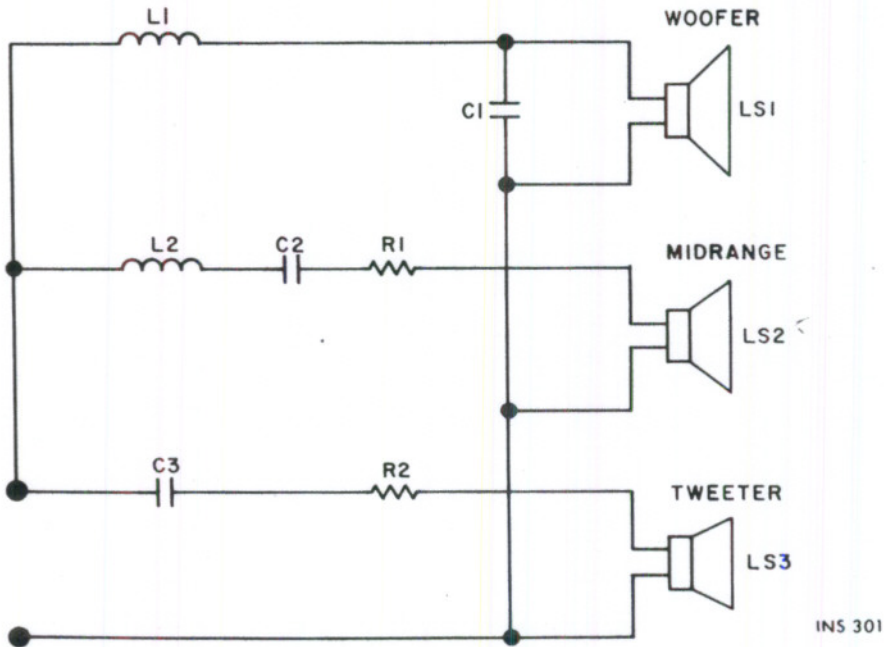 L1
WOOFER
C1
LS1
L2
C2
R1
MIDRANGE
LS2
C3
R2
TWEETER
LS3
INS 301